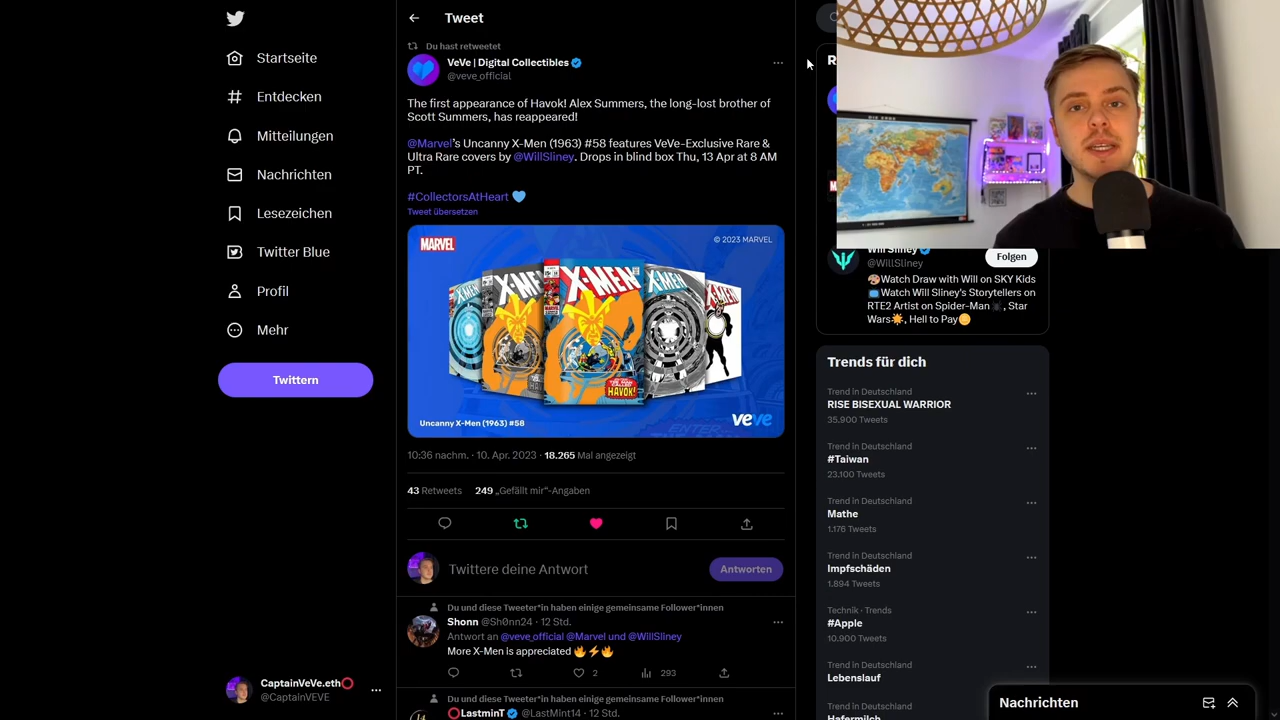 Startseite
Entdecken
Mitteilungen
Nachrichten
Lesezeichen
Twitter Blue
Profil
Mehr
Twittern
CaptainVeVe.eth⭕
@CaptainVEVE
Tweet
Du hast retweetet
VeVe | Digital Collectibles
@veve_official
The first appearance of Havok! Alex Summers, the long-lost brother of
Scott Summers, has reappeared!
@Marvel's Uncanny X-Men (1963) #58 features VeVe-Exclusive Rare &
Ultra Rare covers by @WillSliney. Drops in blind box Thu, 13 Apr at 8 AM
PT.
#CollectorsAtHeart 💙
Tweet übersetzen
MARVEL
© 2023 MARVEL
X-MEN
X-MEN
X-MEN
X-MEN
X-MEN
HAVOK!
Uncanny X-Men (1963) #58
veve
10:36 nachm. · 10. Apr. 2023 · 18.265 Mal angezeigt
43 Retweets 249 „Gefällt mir“-Angaben
Twittere deine Antwort
Antworten
Du und diese Tweeter*in haben einige gemeinsame Follower*innen
Shonn @Sh0nn24 · 12 Std.
Antwort an @veve_official @Marvel und @WillSliney
More X-Men is appreciated 🔥⚡🔥
2 293
Du und diese Tweeter*in haben einige gemeinsame Follower*innen
⭕LastminT @LastMint14 · 12 Std.
R
Will Sliney
@WillSliney
Folgen
🎨Watch Draw with Will on SKY Kids
📺Watch Will Sliney's Storytellers on
RTE2 Artist on Spider-Man🕷, Star
Wars🌟, Hell to Pay🪙
Trends für dich
Trend in Deutschland
RISE BISEXUAL WARRIOR
35.900 Tweets
Trend in Deutschland
#Taiwan
23.100 Tweets
Trend in Deutschland
Mathe
1.176 Tweets
Trend in Deutschland
Impfschäden
1.894 Tweets
Technik · Trends
#Apple
10.900 Tweets
Trend in Deutschland
Lebenslauf
Trend in Deutschland
Hafermilch
Nachrichten